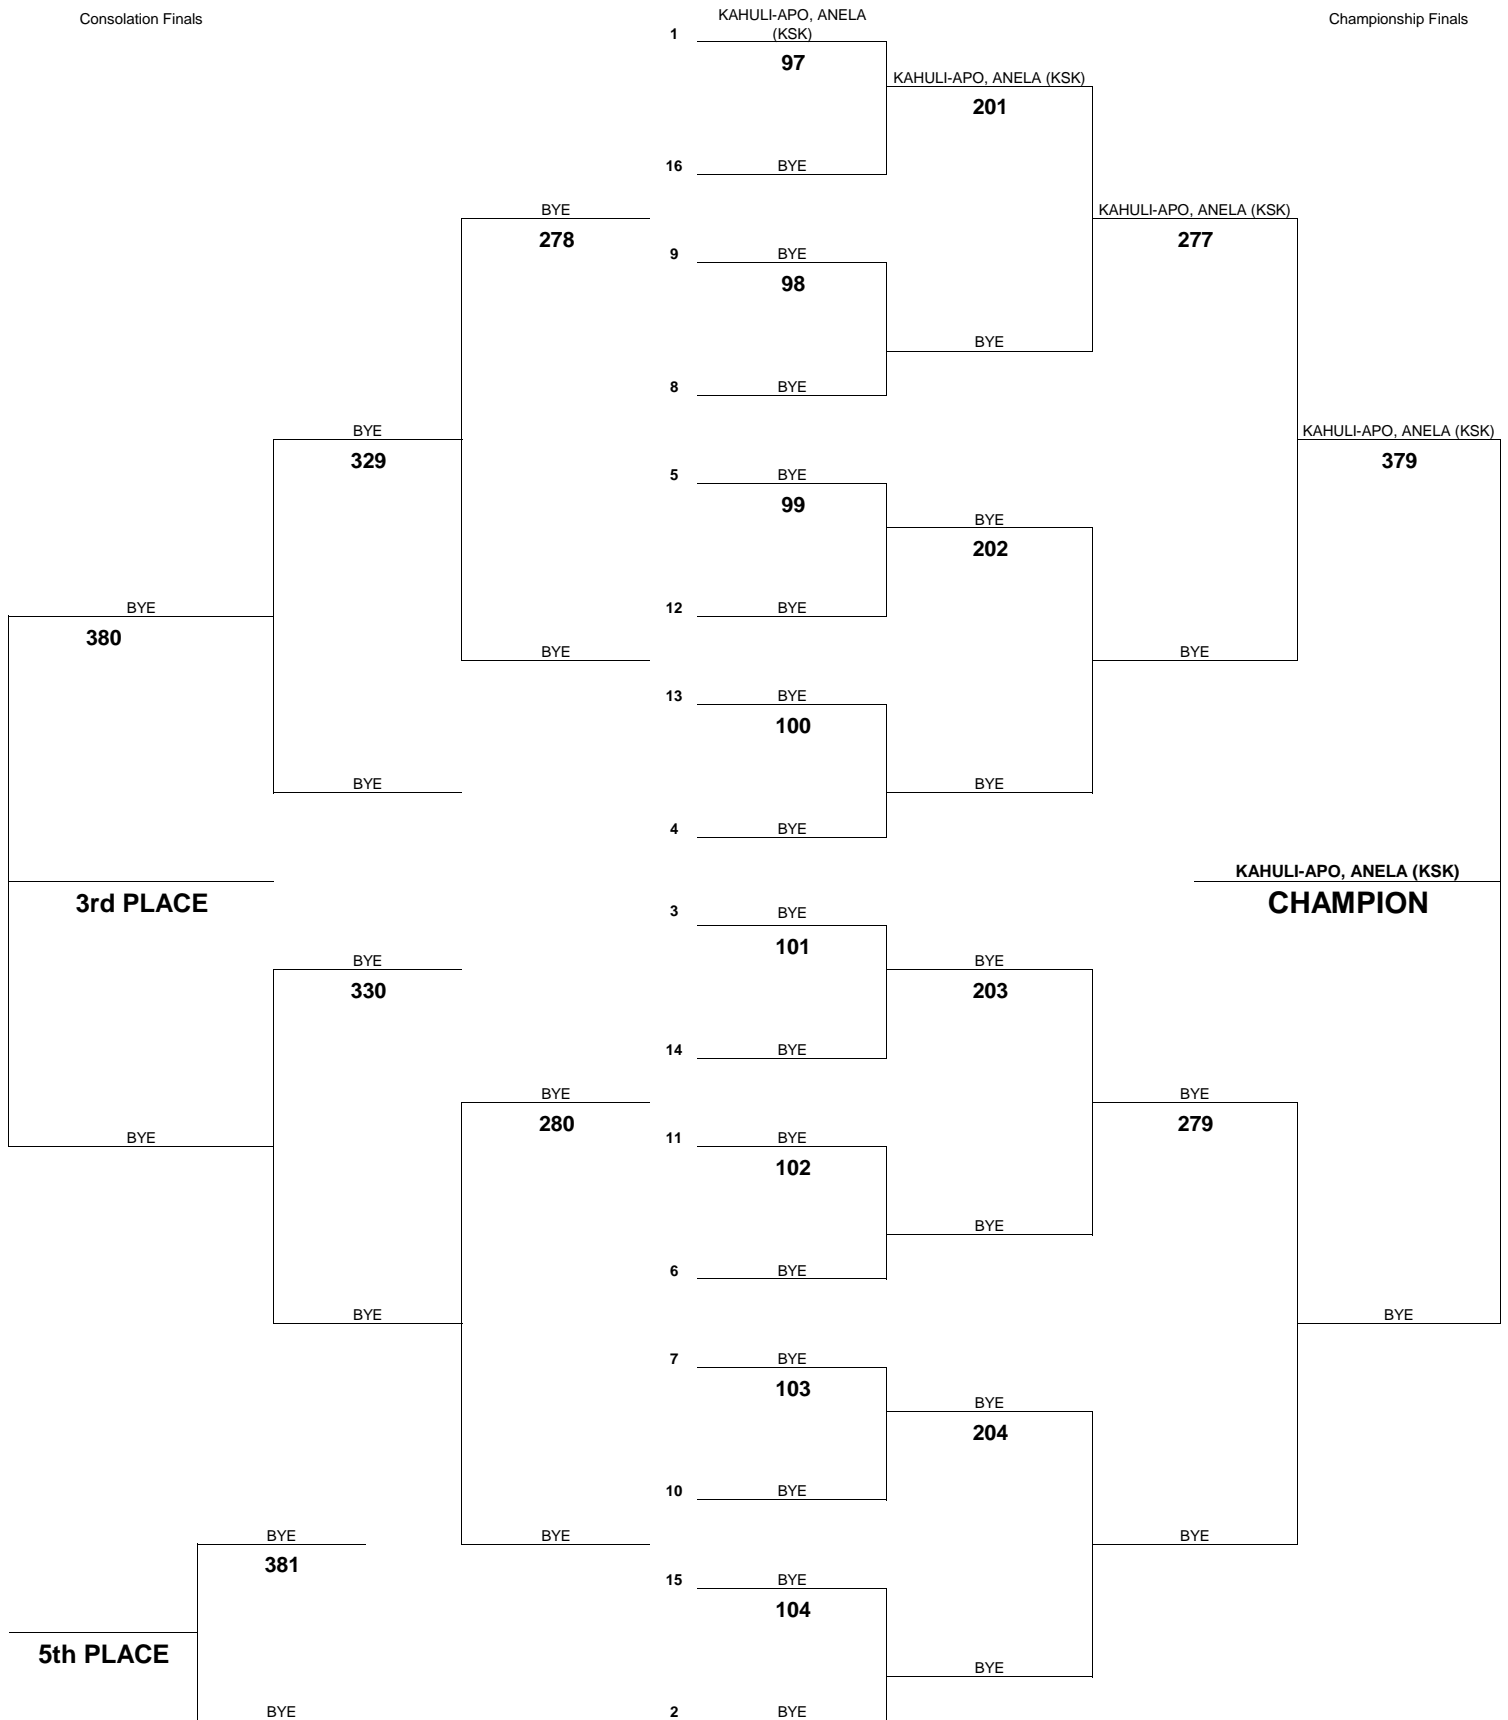 Consolation Finals
KAHULI-APO, ANELA
(KSK)
Championship Finals
1
97
KAHULI-APO, ANELA (KSK)
201
16 BYE
BYE
278
KAHULI-APO, ANELA (KSK)
277
9 BYE
98
BYE
8 BYE
BYE
329
KAHULI-APO, ANELA (KSK)
379
5 BYE
99
BYE
202
BYE
380
12 BYE
BYE
BYE
13 BYE
100
BYE
BYE
4 BYE
KAHULI-APO, ANELA (KSK)
3rd PLACE
CHAMPION
3 BYE
101
BYE
330
BYE
203
14 BYE
BYE
280
BYE
279
BYE
11 BYE
102
BYE
6 BYE
BYE
BYE
7 BYE
103
BYE
204
10 BYE
BYE
381
BYE
BYE
15 BYE
104
5th PLACE
BYE
BYE
2 BYE